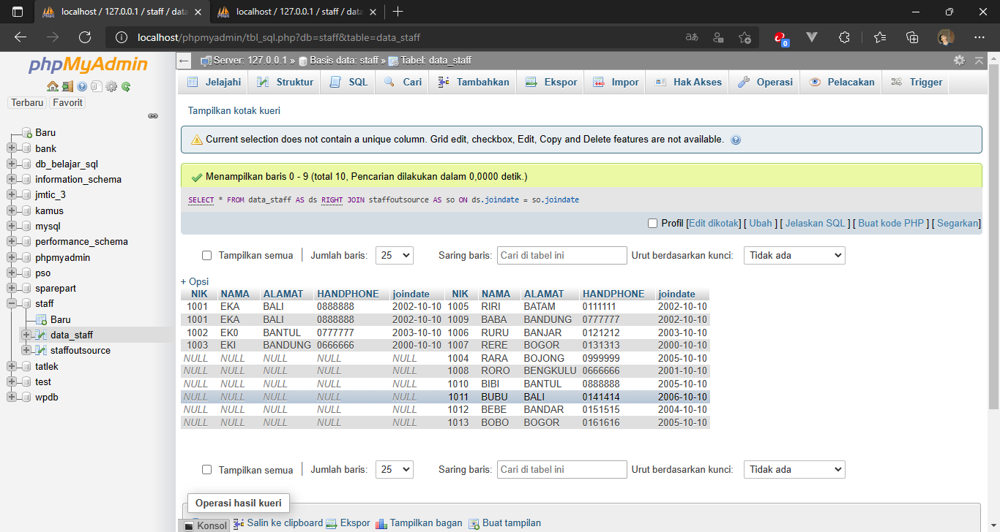 localhost / 127.0.0.1 / staff / data
localhost / 127.0.0.1 / staff / data
localhost/phpmyadmin/tbl_sql.php?db=staff&table=data_staff
aあ
0
phpMyAdmin
Terbaru Favorit
Baru
bank
db_belajar_sql
information_schema
jmtic_3
kamus
mysql
performance_schema
phpmyadmin
pso
sparepart
staff
Baru
data_staff
staffoutsource
tatlek
test
wpdb
Server: 127.0.0.1 » Basis data: staff » Tabel: data_staff
Jelajahi Struktur SQL Cari Tambahkan Ekspor Impor Hak Akses Operasi Pelacakan Trigger
Tampilkan kotak kueri
Current selection does not contain a unique column. Grid edit, checkbox, Edit, Copy and Delete features are not available.
Menampilkan baris 0 - 9 (total 10, Pencarian dilakukan dalam 0,0000 detik.)
SELECT * FROM data_staff AS ds RIGHT JOIN staffoutsource AS so ON ds.joindate = so.joindate
Profil [Edit dikotak] [ Ubah ] [ Jelaskan SQL ] [ Buat kode PHP ] [ Segarkan]
Tampilkan semua | Jumlah baris: 25 Saring baris: Cari di tabel ini Urut berdasarkan kunci: Tidak ada
+ Opsi
NIK NAMA ALAMAT HANDPHONE joindate NIK NAMA ALAMAT HANDPHONE joindate
1001 EKA BALI 0888888 2002-10-10 1005 RIRI BATAM 0111111 2002-10-10
1001 EKA BALI 0888888 2002-10-10 1009 BABA BANDUNG 0777777 2002-10-10
1002 EK0 BANTUL 0777777 2003-10-10 1006 RURU BANJAR 0121212 2003-10-10
1003 EKI BANDUNG 0666666 2000-10-10 1007 RERE BOGOR 0131313 2000-10-10
NULL NULL NULL NULL NULL 1004 RARA BOJONG 0999999 2005-10-10
NULL NULL NULL NULL NULL 1008 RORO BENGKULU 0666666 2001-10-10
NULL NULL NULL NULL NULL 1010 BIBI BANTUL 0888888 2005-10-10
NULL NULL NULL NULL NULL 1011 BUBU BALI 0141414 2006-10-10
NULL NULL NULL NULL NULL 1012 BEBE BANDAR 0151515 2004-10-10
NULL NULL NULL NULL NULL 1013 BOBO BOGOR 0161616 2005-10-10
Tampilkan semua | Jumlah baris: 25 Saring baris: Cari di tabel ini Urut berdasarkan kunci: Tidak ada
Operasi hasil kueri
Konsol Salin ke clipboard Ekspor Tampilkan bagan Buat tampilan